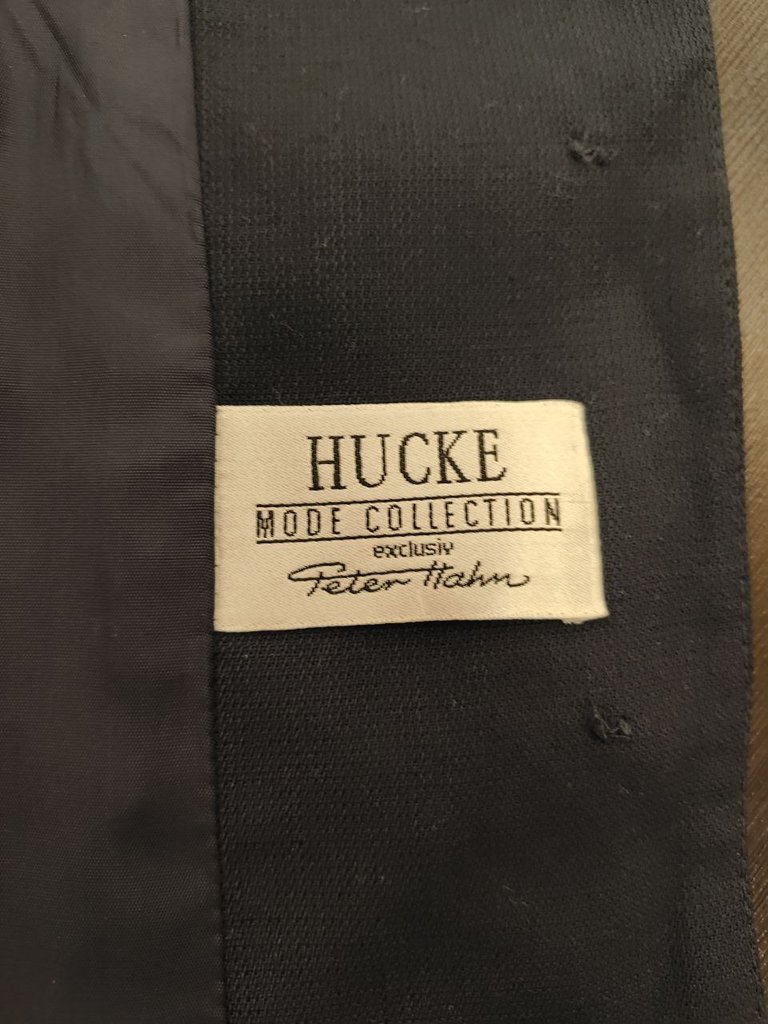 HUCKE
MODE COLLECTION
exclusiv
Peter Hahn